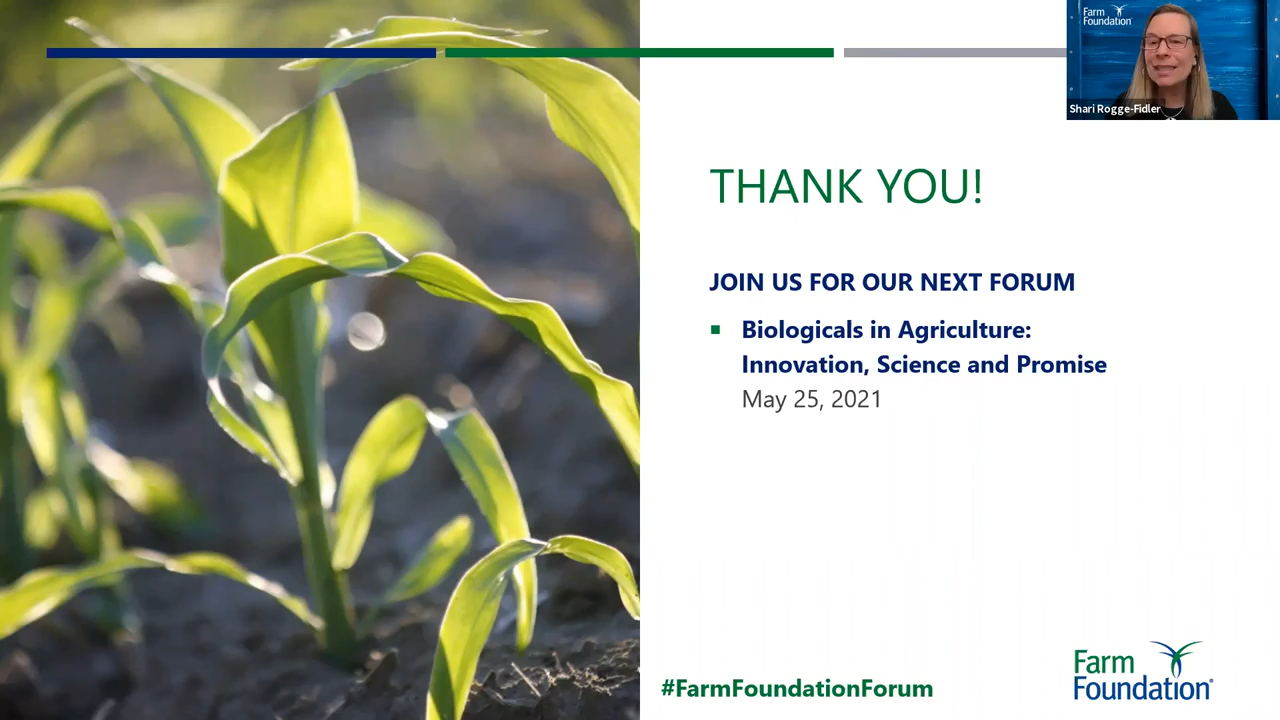 Farm
Foundation
Shari Rogge-Fidler
THANK YOU!
JOIN US FOR OUR NEXT FORUM
Biologicals in Agriculture:
Innovation, Science and Promise
May 25, 2021
#FarmFoundationForum
Farm
Foundation®